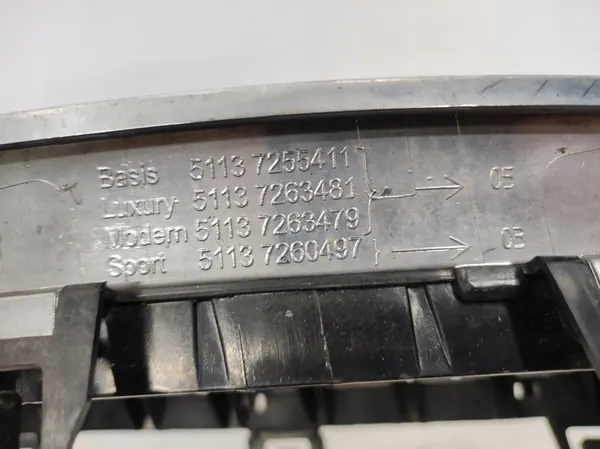 Basis 5113 7255411
Luxury 5113 7263481 → 05
Modern 5113 7263479
Sport 5113 7260497 } → 03